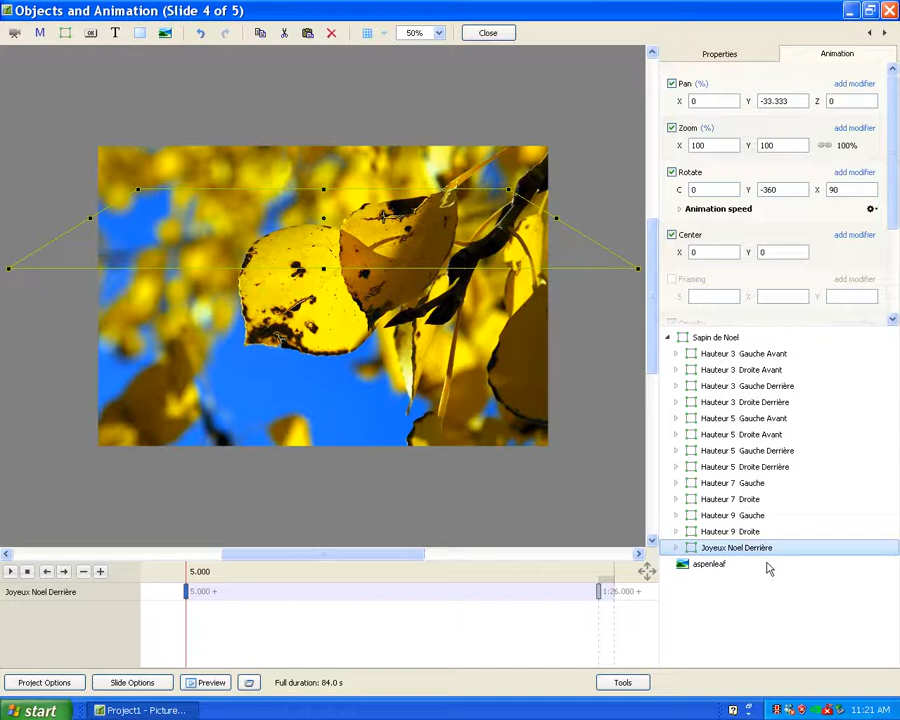 Objects and Animation (Slide 4 of 5)
M OK T 50% Close
Properties Animation
Pan (%) add modifier
X 0 Y -33.333 Z 0
Zoom (%) add modifier
X 100 Y 100 100%
Rotate add modifier
C 0 Y -360 X 90
Animation speed
Center add modifier
X 0 Y 0
Framing add modifier
S X Y
Sapin de Noel
Hauteur 3 Gauche Avant
Hauteur 3 Droite Avant
Hauteur 3 Gauche Derrière
Hauteur 3 Droite Derrière
Hauteur 5 Gauche Avant
Hauteur 5 Droite Avant
Hauteur 5 Gauche Derrière
Hauteur 5 Droite Derrière
Hauteur 7 Gauche
Hauteur 7 Droite
Hauteur 9 Gauche
Hauteur 9 Droite
Joyeux Noel Derrière
aspenleaf
5.000
Joyeux Noel Derrière 5.000 + 1:26.000 +
Project Options Slide Options Preview Full duration: 84.0 s Tools
start Project1 - Picture... 11:21 AM